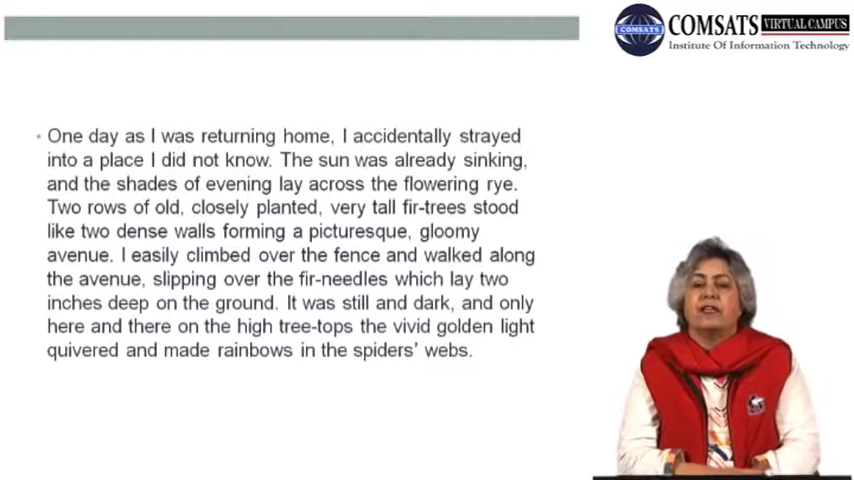 COMSATS
COMSATS VIRTUAL CAMPUS
Institute Of Information Technology
• One day as I was returning home, I accidentally strayed
into a place I did not know. The sun was already sinking,
and the shades of evening lay across the flowering rye.
Two rows of old, closely planted, very tall fir-trees stood
like two dense walls forming a picturesque, gloomy
avenue. I easily climbed over the fence and walked along
the avenue, slipping over the fir-needles which lay two
inches deep on the ground. It was still and dark, and only
here and there on the high tree-tops the vivid golden light
quivered and made rainbows in the spiders' webs.